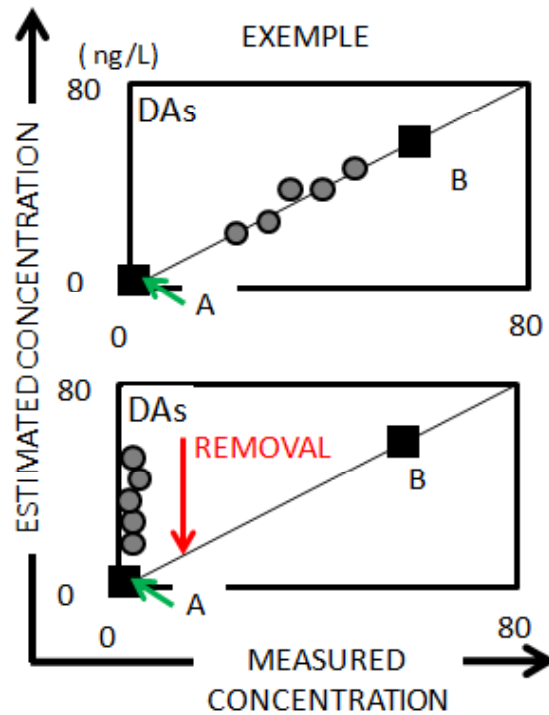 EXEMPLE
( ng/L)
80
DAs
B
0
A
0
80
ESTIMATED CONCENTRATION
80
DAs
REMOVAL
B
0
A
0
80
MEASURED
CONCENTRATION